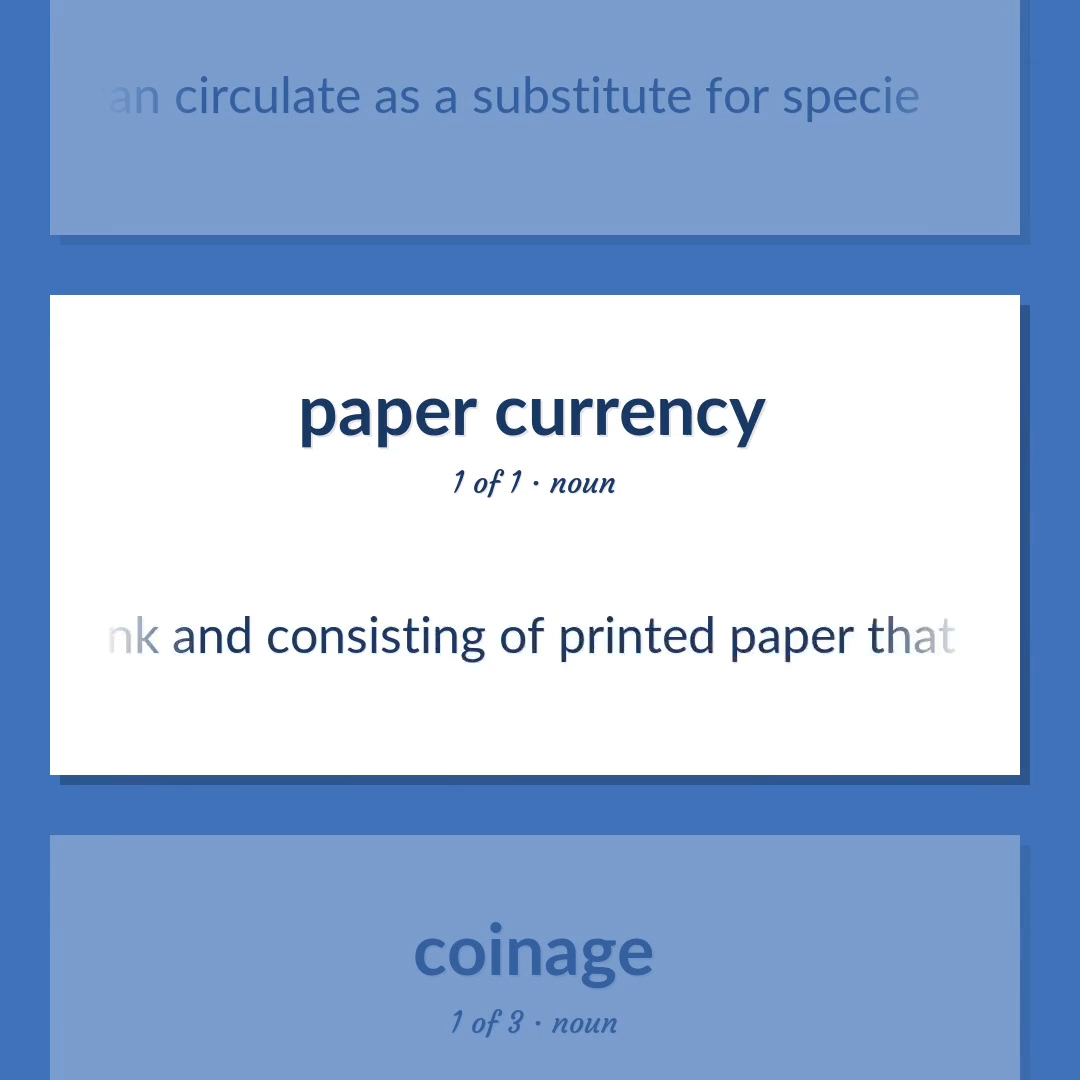 an circulate as a substitute for specie
paper currency
1 of 1 · noun
nk and consisting of printed paper that
coinage
1 of 3 · noun